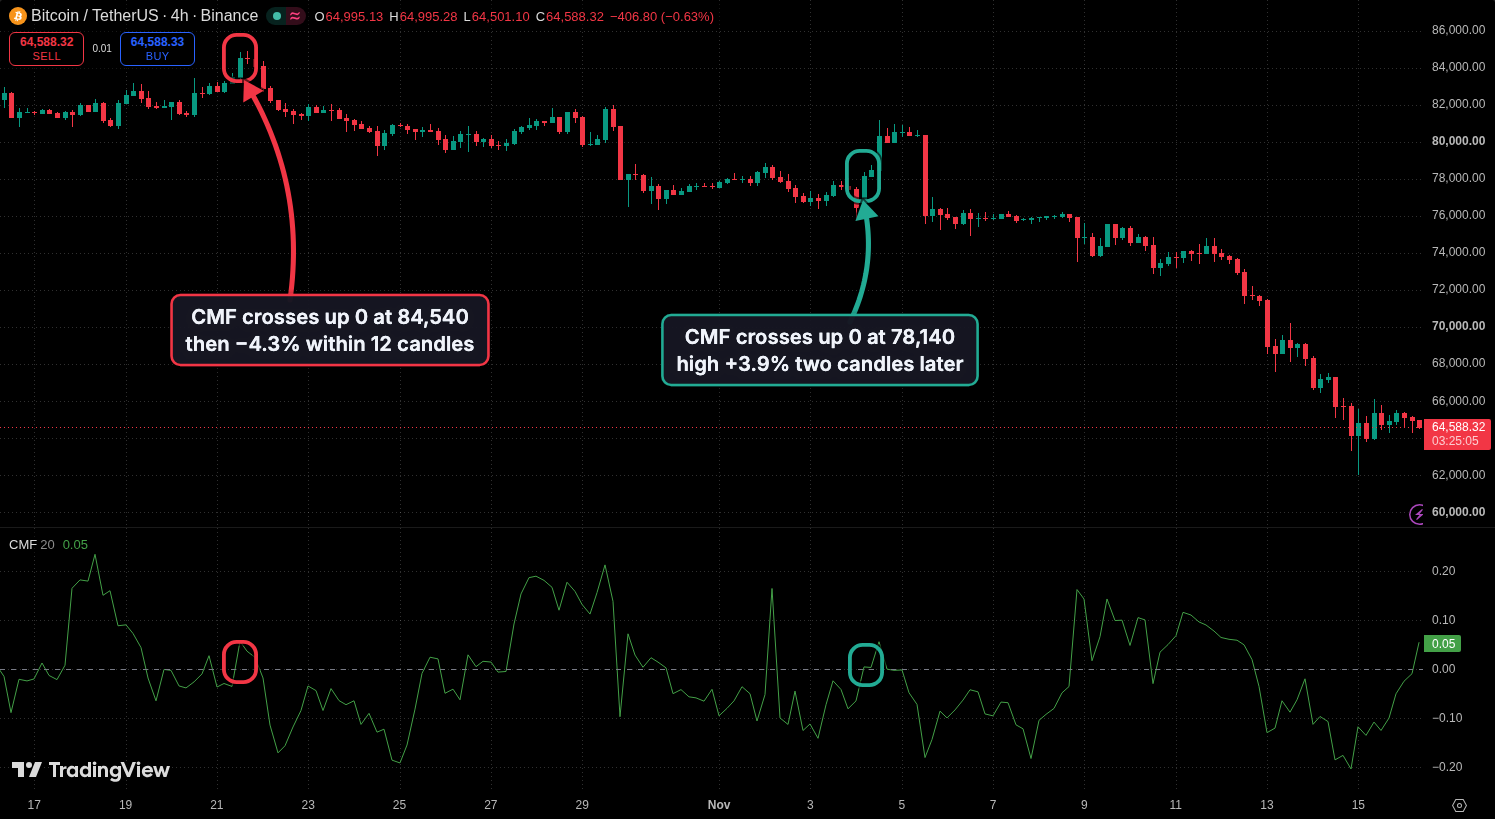 Bitcoin / TetherUS · 4h · Binance O64,995.13 H64,995.28 L64,501.10 C64,588.32 −406.80 (−0.63%)
64,588.32 0.01 64,588.33
SELL BUY
86,000.00
84,000.00
82,000.00
80,000.00
78,000.00
76,000.00
74,000.00
72,000.00
70,000.00
68,000.00
66,000.00
64,588.32
03:25:05
62,000.00
60,000.00
CMF crosses up 0 at 84,540
then −4.3% within 12 candles
CMF crosses up 0 at 78,140
high +3.9% two candles later
CMF 20 0.05
0.20
0.10
0.05
0.00
−0.10
−0.20
TradingView
17 19 21 23 25 27 29 Nov 3 5 7 9 11 13 15